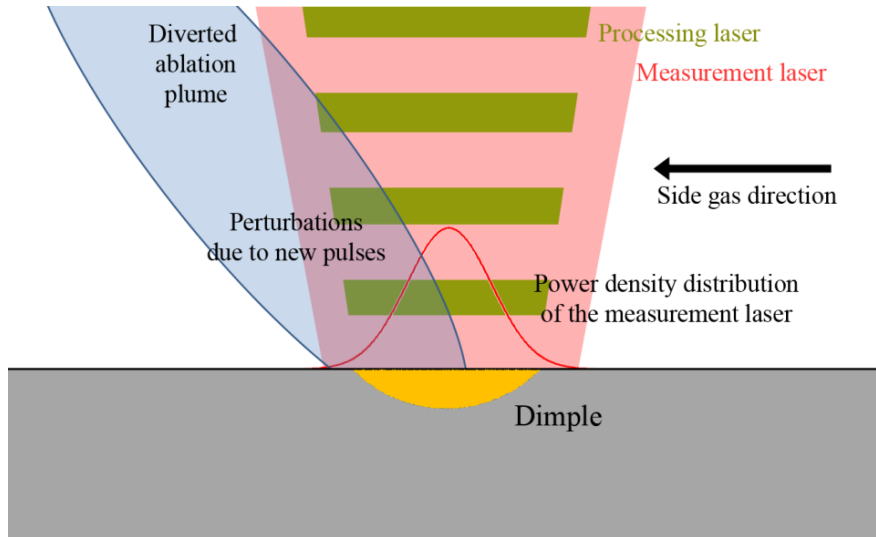 Diverted
ablation
plume
Processing laser
Measurement laser
Side gas direction
Perturbations
due to new pulses
Power density distribution
of the measurement laser
Dimple